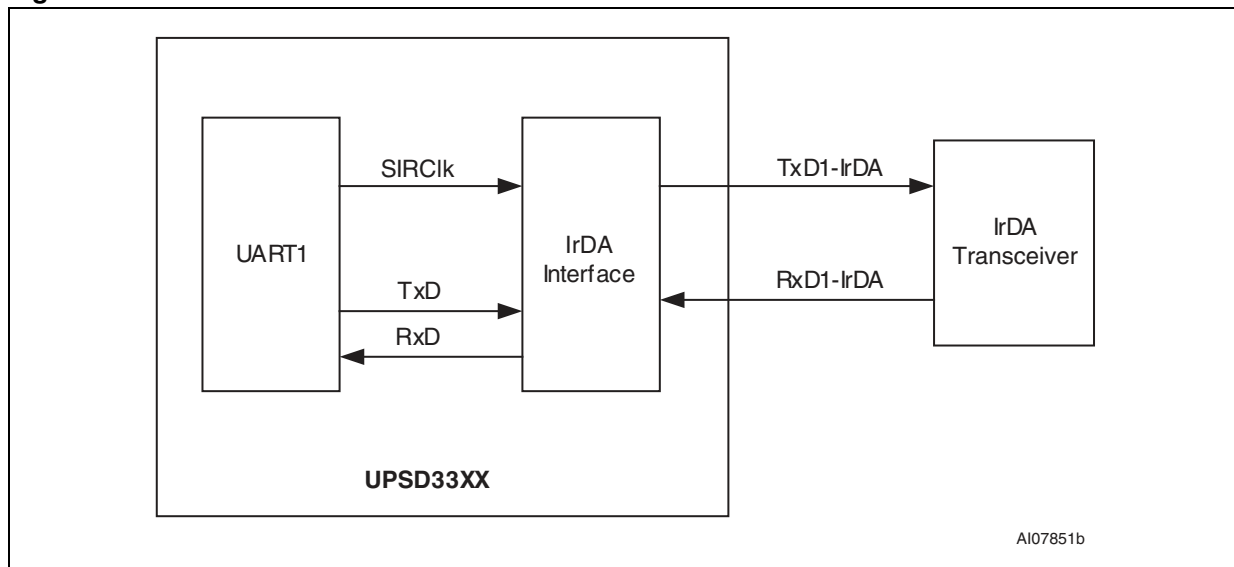 SIRClk
TxD1-IrDA
UART1
IrDA
Interface
IrDA
Transceiver
TxD
RxD1-IrDA
RxD
UPSD33XX
AI07851b